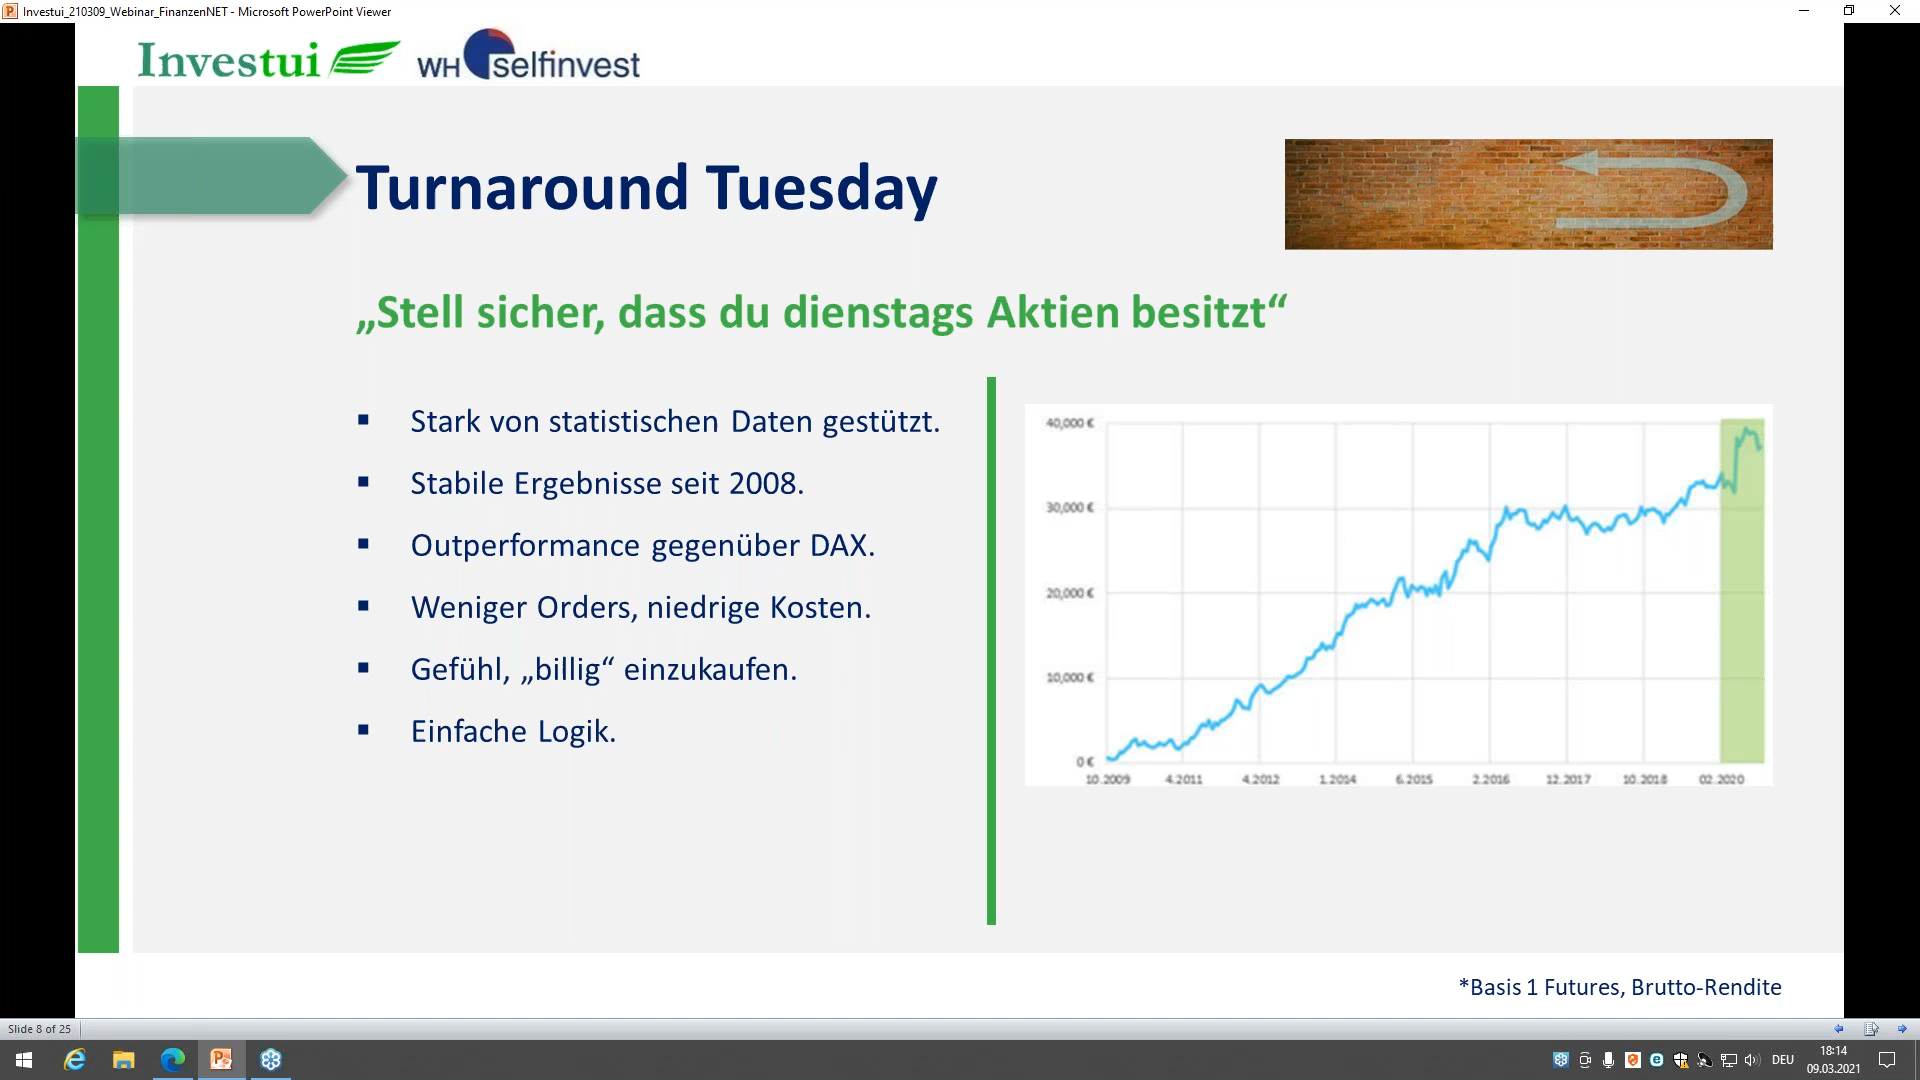 Investui_210309_Webinar_FinanzenNET - Microsoft PowerPoint Viewer
Investui WH selfinvest
Turnaround Tuesday
„Stell sicher, dass du dienstags Aktien besitzt“
▪ Stark von statistischen Daten gestützt.
▪ Stabile Ergebnisse seit 2008.
▪ Outperformance gegenüber DAX.
▪ Weniger Orders, niedrige Kosten.
▪ Gefühl, „billig“ einzukaufen.
▪ Einfache Logik.
40,000 €
30,000 €
20,000 €
10,000 €
0 €
10.2009 4.2011 4.2012 1.2014 6.2015 2.2016 12.2017 10.2018 02.2020
*Basis 1 Futures, Brutto-Rendite
Slide 8 of 25
DEU
18:14
09.03.2021